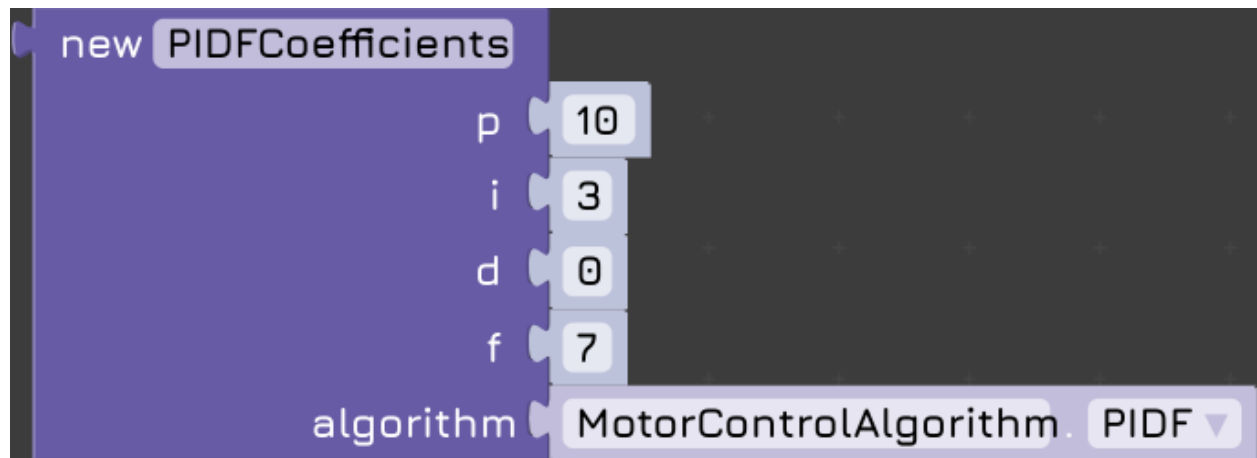 new PIDFCoefficients
p 10
i 3
d 0
f 7
algorithm MotorControlAlgorithm. PIDF